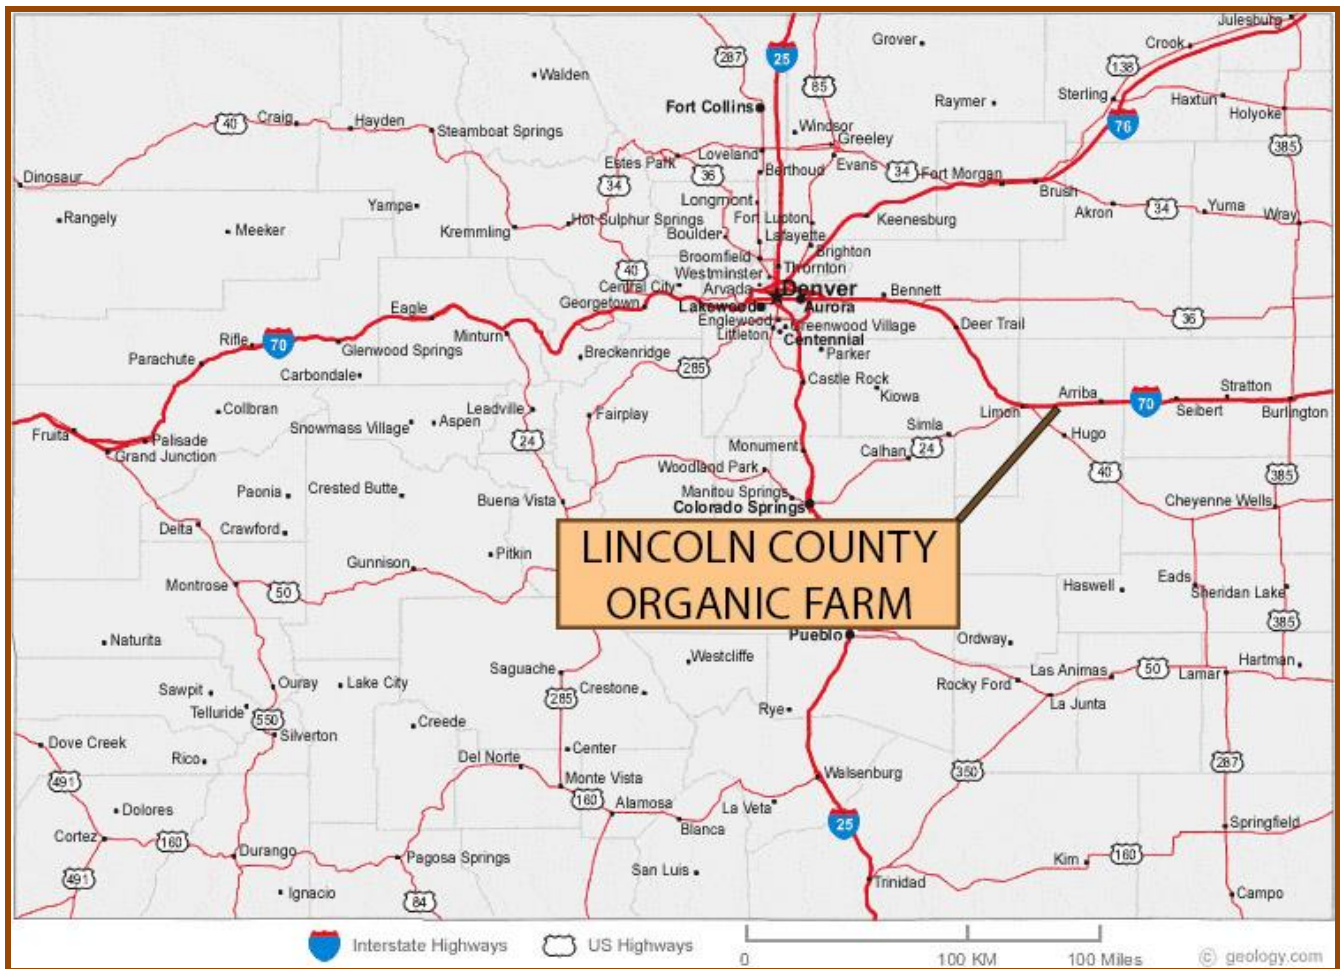 Julesburg
Grover
Crook
287
25
138
Walden
85
Sterling
Haxtun
Fort Collins
Raymer
Holyoke
40
Craig
Hayden
Windsor
76
Steamboat Springs
Greeley
385
Loveland
Estes Park
Evans
34
Fort Morgan
Berthoud
36
Dinosaur
34
Brush
Longmont
Yampa
Akron
34
Yuma
Wray
Rangely
Hot Sulphur Springs
Fort Lupton
Keenesburg
Meeker
Kremmling
Boulder
Lafayette
Broomfield
Brighton
40
Westminster
Thornton
Central City
Arvada
Denver
Bennett
Georgetown
Lakewood
Aurora
Eagle
Englewood
Greenwood Village
Deer Trail
36
Rifle
70
Minturn
Littleton
Centennial
Glenwood Springs
Parachute
Breckenridge
Parker
285
Carbondale
Castle Rock
Kiowa
Arriba
Stratton
70
Collbran
Leadville
Fairplay
Limon
Seibert
Burlington
Snowmass Village
Aspen
Simla
Fruita
Palisade
24
Hugo
Monument
Calhan
24
Grand Junction
Woodland Park
40
385
Paonia
Crested Butte
Manitou Springs
Buena Vista
Colorado Springs
Cheyenne Wells
Delta
Crawford
LINCOLN COUNTY
ORGANIC FARM
Pitkin
Gunnison
Montrose
50
Haswell
Eads
Sheridan Lake
385
Naturita
Pueblo
Ordway
Westcliffe
Saguache
Las Animas
50
Lamar
Hartman
Sawpit
Ouray
Lake City
285
Crestone
Rocky Ford
Telluride
La Junta
550
Creede
Rye
Silverton
Dove Creek
Center
Rico
Del Norte
287
491
Monte Vista
Walsenburg
350
160
Dolores
Alamosa
La Veta
Blanca
25
Springfield
Cortez
160
Durango
Pagosa Springs
Kim
160
San Luis
491
Trinidad
Ignacio
84
Campo
Interstate Highways
US Highways
0
100 KM
100 Miles
© geology.com